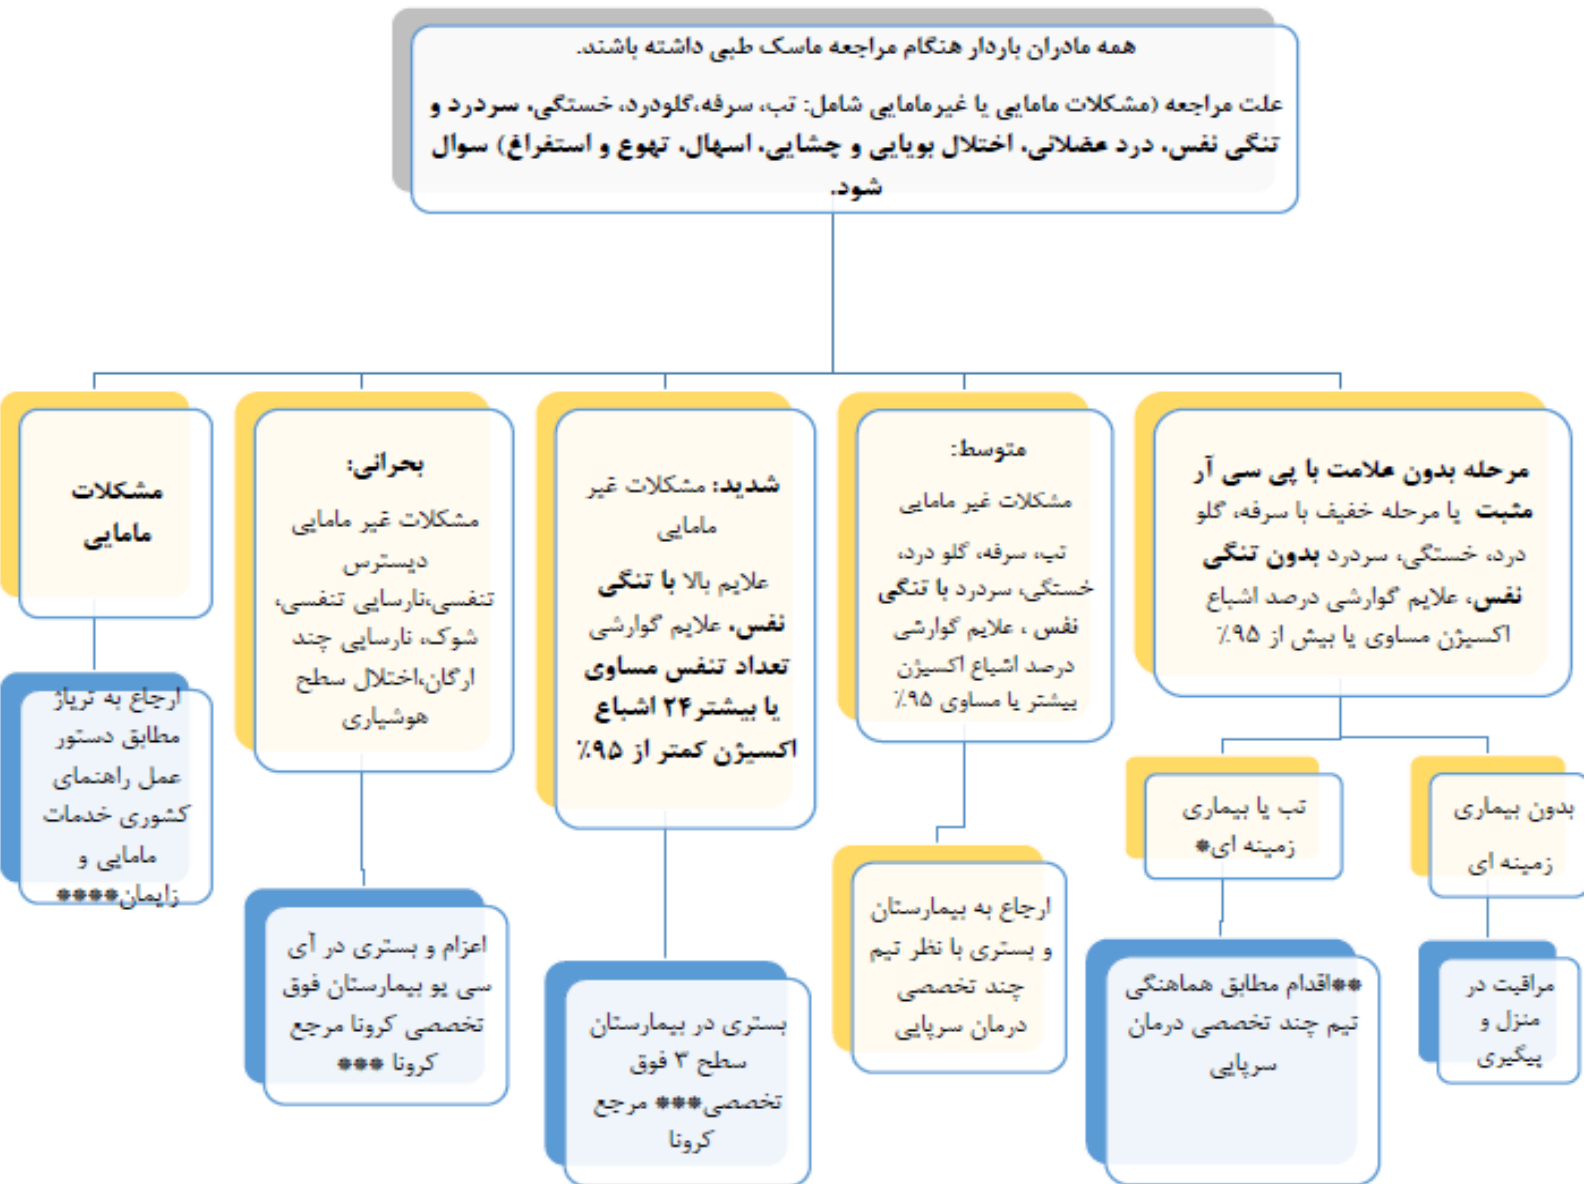 همه مادران باردار هنگام مراجعه ماسک طبی داشته باشند.
علت مراجعه (مشکلات مامایی یا غیرمامایی شامل: تب، سرفه،گلودرد، خستگی، سردرد و
تنگی نفس، درد عضلانی، اختلال بویایی و چشایی، اسهال، تهوع و استفراغ) سوال
شود.
مرحله بدون علامت با پی سی آر
مثبت یا مرحله خفیف با سرفه، گلو
درد، خستگی، سردرد بدون تنگی
نفس، علایم گوارشی درصد اشباع
اکسیژن مساوی یا بیش از ۹۵٪
بدون بیماری
زمینه ای
مراقبت در
منزل و
پیگیری
تب یا بیماری
زمینه ای*
**اقدام مطابق هماهنگی
تیم چند تخصصی درمان
سرپایی
متوسط:
مشکلات غیر مامایی
تب، سرفه، گلو درد،
خستگی، سردرد با تنگی
نفس ، علایم گوارشی
درصد اشباع اکسیژن
بیشتر یا مساوی ۹۵٪
ارجاع به بیمارستان
و بستری با نظر تیم
چند تخصصی
درمان سرپایی
شدید: مشکلات غیر
مامایی
علایم بالا با تنگی
نفس، علایم گوارشی
تعداد تنفس مساوی
یا بیشتر۲۴ اشباع
اکسیژن کمتر از ۹۵٪
بستری در بیمارستان
سطح ۳ فوق
تخصصی*** مرجع
کرونا
بحرانی:
مشکلات غیر مامایی
دیسترس
تنفسی،نارسایی تنفسی،
شوک، نارسایی چند
ارگان،اختلال سطح
هوشیاری
اعزام و بستری در آی
سی یو بیمارستان فوق
تخصصی کرونا مرجع
کرونا ***
مشکلات
مامایی
ارجاع به تریاژ
مطابق دستور
عمل راهنمای
کشوری خدمات
مامایی و
زایمان****